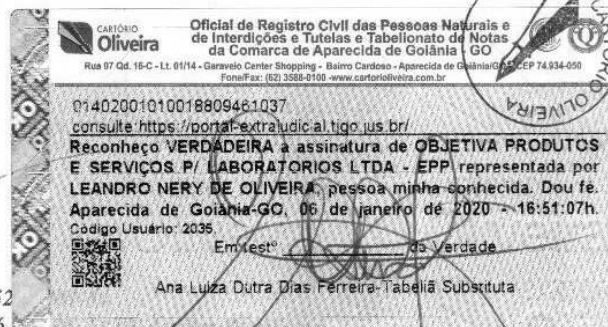 CARTÓRIO
Oliveira
Oficial de Registro Civil das Pessoas Naturais e
de Interdições e Tutelas e Tabelionato de Notas
da Comarca de Aparecida de Goiânia - GO
Rua 97 Qd. 16-C - Lt. 01/14 - Garavelo Center Shopping - Bairro Cardoso - Aparecida de Goiânia/GO CEP 74.934-050
Fone/Fax: (62) 3588-0100 -www.cartoriooliveira.com.br
OLIVEIRA
01402001010018809461037
consulte:https://portal-extrajudicial.tjgo.jus.br/
Reconheço VERDADEIRA a assinatura de OBJETIVA PRODUTOS
E SERVIÇOS P/ LABORATORIOS LTDA - EPP representada por
LEANDRO NERY DE OLIVEIRA, pessoa minha conhecida. Dou fé.
Aparecida de Goiânia-GO, 06 de janeiro de 2020 - 16:51:07h.
Código Usuário: 2035
Em testº da Verdade
Ana Luiza Dutra Dias Ferreira-Tabeliã Substituta